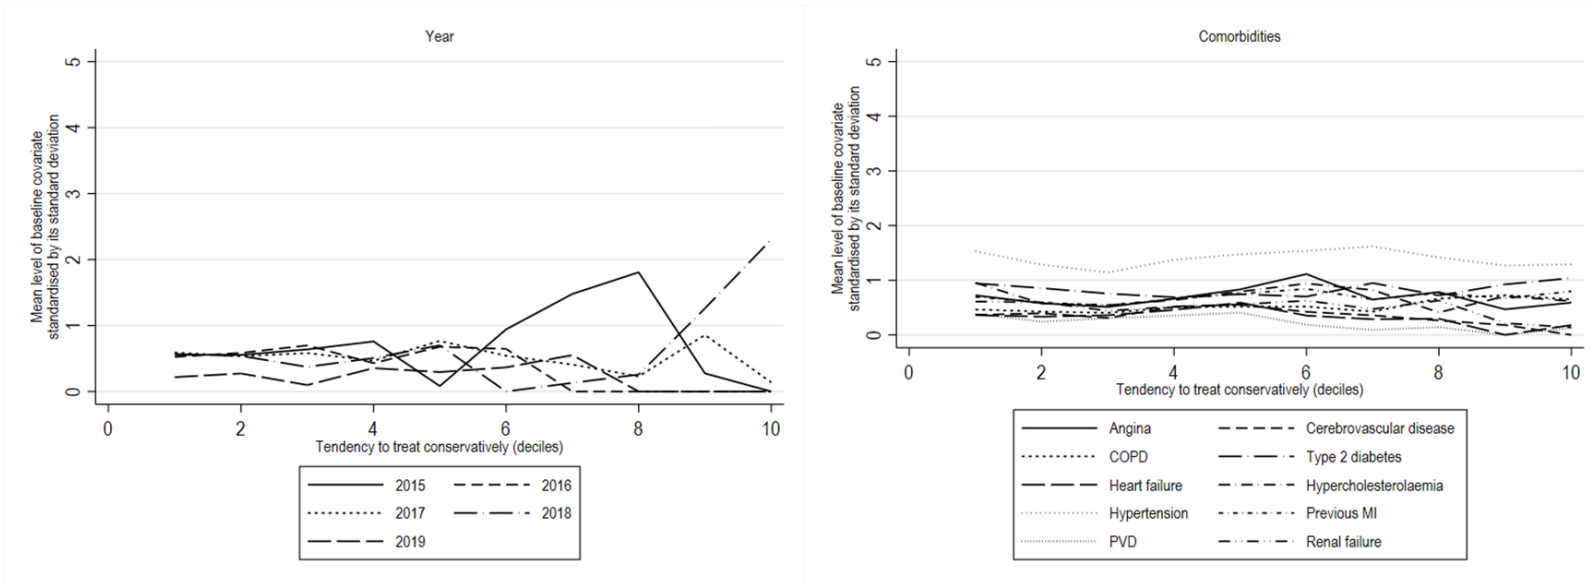 Year
Mean level of baseline covariate
standardised by its standard deviation
5
4
3
2
1
0
0 2 4 6 8 10
Tendency to treat conservatively (deciles)
2015 2016
2017 2018
2019
Comorbidities
Mean level of baseline covariate
standardised by its standard deviation
5
4
3
2
1
0
0 2 4 6 8 10
Tendency to treat conservatively (deciles)
Angina Cerebrovascular disease
COPD Type 2 diabetes
Heart failure Hypercholesterolaemia
Hypertension Previous MI
PVD Renal failure